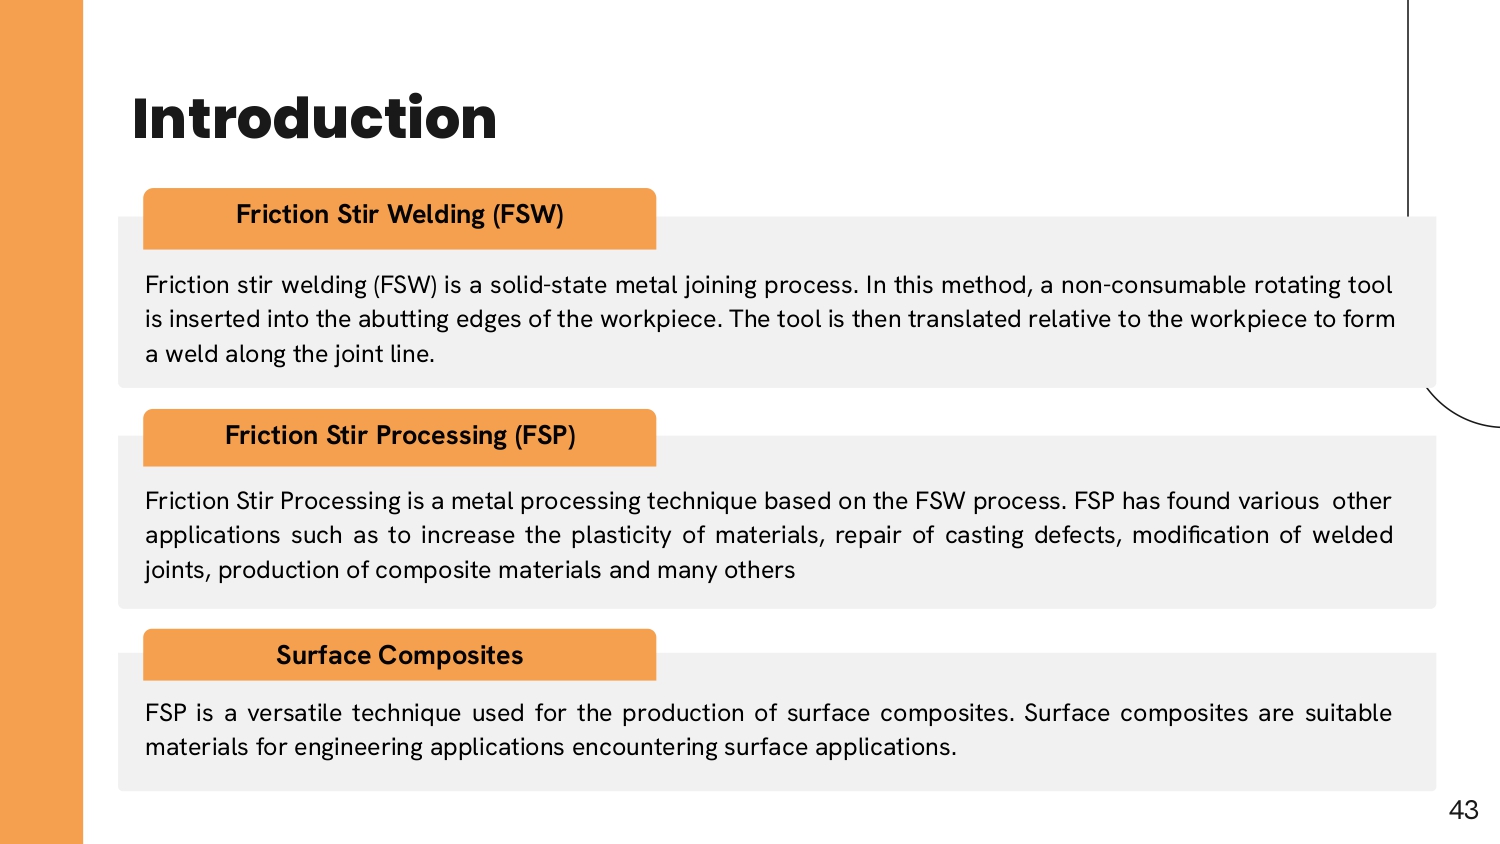 Introduction
Friction Stir Welding (FSW)
Friction stir welding (FSW) is a solid-state metal joining process. In this method, a non-consumable rotating tool
is inserted into the abutting edges of the workpiece. The tool is then translated relative to the workpiece to form
a weld along the joint line.
Friction Stir Processing (FSP)
Friction Stir Processing is a metal processing technique based on the FSW process. FSP has found various other
applications such as to increase the plasticity of materials, repair of casting defects, modification of welded
joints, production of composite materials and many others
Surface Composites
FSP is a versatile technique used for the production of surface composites. Surface composites are suitable
materials for engineering applications encountering surface applications.
43